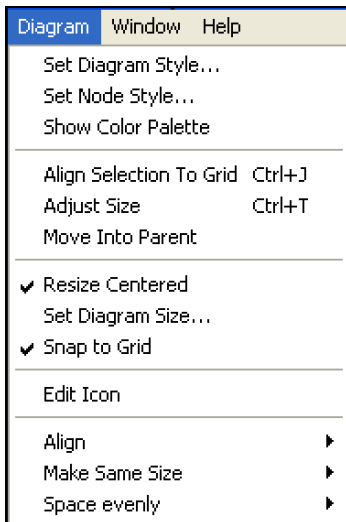 Diagram Window Help
Set Diagram Style...
Set Node Style...
Show Color Palette
Align Selection To Grid Ctrl+J
Adjust Size Ctrl+T
Move Into Parent
Resize Centered
Set Diagram Size...
Snap to Grid
Edit Icon
Align
Make Same Size
Space evenly